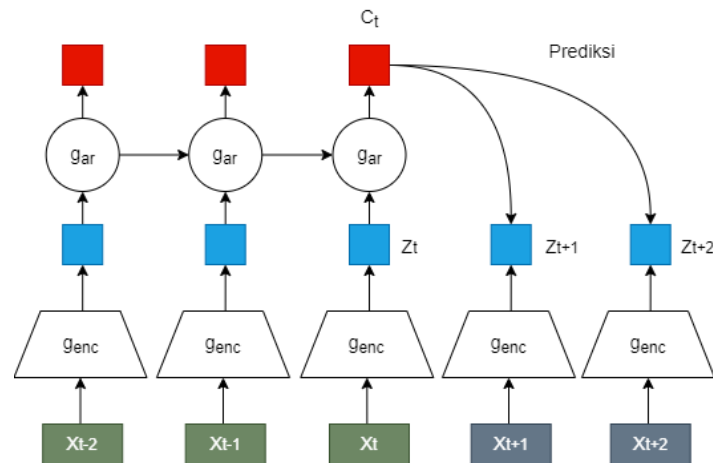 Ct
Prediksi
gar gar gar
Zt Zt+1 Zt+2
genc genc genc genc genc
Xt-2 Xt-1 Xt Xt+1 Xt+2